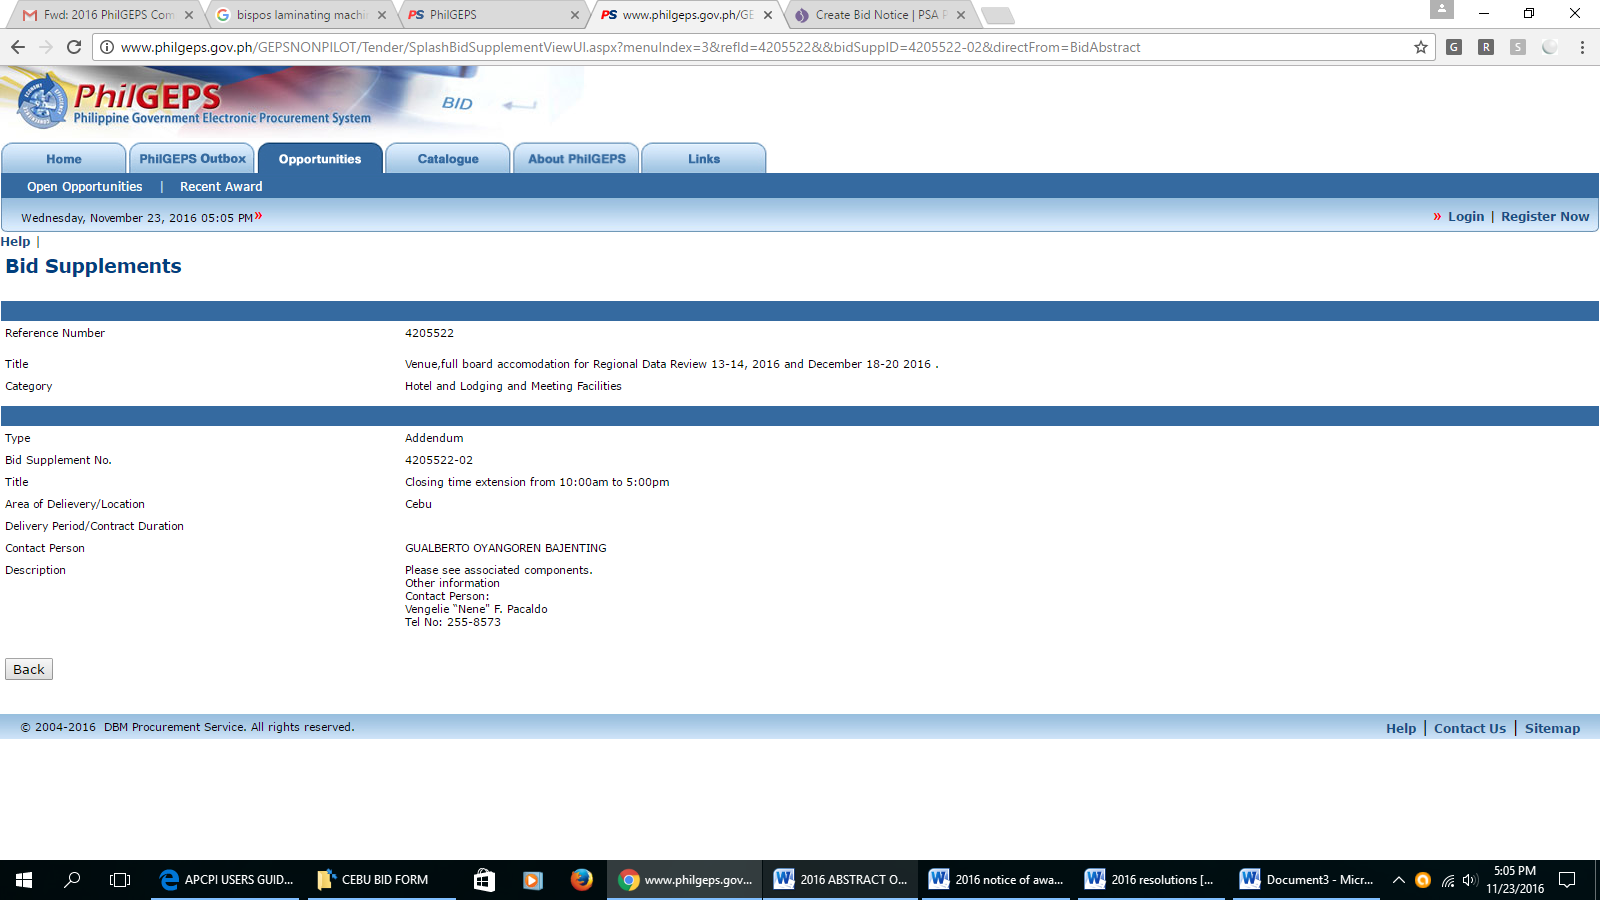 Fwd: 2016 PhilGEPS Com
bispos laminating machi
PhilGEPS
www.philgeps.gov.ph/GE
Create Bid Notice | PSA P
www.philgeps.gov.ph/GEPSNONPILOT/Tender/SplashBidSupplementViewUI.aspx?menuIndex=3&refId=4205522&&bidSuppID=4205522-02&directFrom=BidAbstract
G R S
PhilGEPS
Philippine Government Electronic Procurement System
BID
Home PhilGEPS Outbox Opportunities Catalogue About PhilGEPS Links
Open Opportunities | Recent Award
Wednesday, November 23, 2016 05:05 PM»
» Login | Register Now
Help |
Bid Supplements
Reference Number 4205522
Title Venue,full board accomodation for Regional Data Review 13-14, 2016 and December 18-20 2016 .
Category Hotel and Lodging and Meeting Facilities
Type Addendum
Bid Supplement No. 4205522-02
Title Closing time extension from 10:00am to 5:00pm
Area of Delievery/Location Cebu
Delivery Period/Contract Duration
Contact Person GUALBERTO OYANGOREN BAJENTING
Description Please see associated components.
Other information
Contact Person:
Vengelie “Nene” F. Pacaldo
Tel No: 255-8573
Back
© 2004-2016 DBM Procurement Service. All rights reserved.
Help | Contact Us | Sitemap
APCPI USERS GUID...
CEBU BID FORM
www.philgeps.gov...
2016 ABSTRACT O...
2016 notice of awa...
2016 resolutions [...
Document3 - Micr...
5:05 PM
11/23/2016